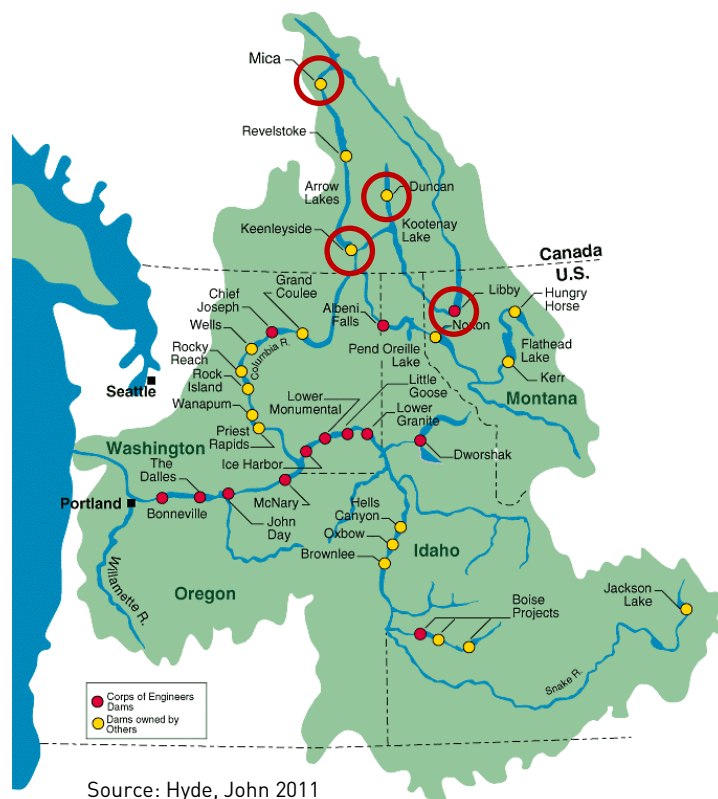 Mica
Revelstoke
Arrow
Lakes
Duncan
Keenleyside
Kootenay
Lake
Canada
U.S.
Grand
Coulee
Chief
Joseph
Wells
Rocky
Reach
Rock
Island
Wanapum
Priest
Rapids
Columbia R.
Albeni
Falls
Libby
Hungry
Horse
Noxon
Pend Oreille
Lake
Flathead
Lake
Kerr
Montana
Seattle
Little
Goose
Lower
Monumental
Lower
Granite
Washington
Ice Harbor
Dworshak
The
Dalles
Portland
Bonneville
McNary
John
Day
Hells
Canyon
Oxbow
Brownlee
Idaho
Willamette R.
Oregon
Boise
Projects
Jackson
Lake
Snake R.
Corps of Engineers
Dams
Dams owned by
Others
Source: Hyde, John 2011